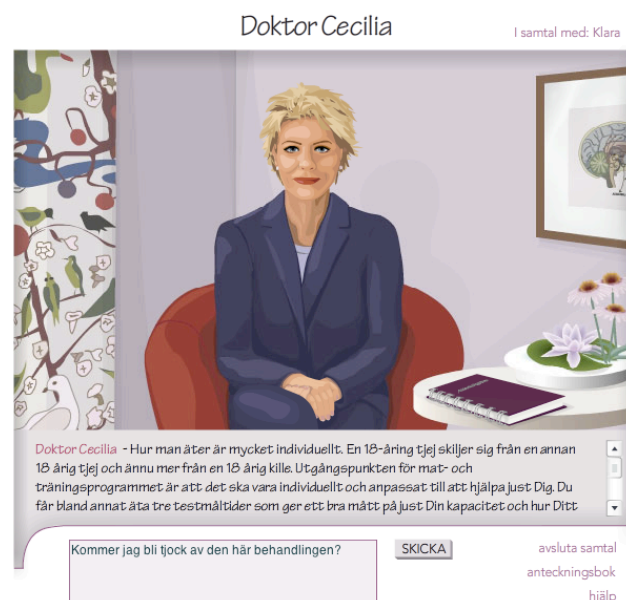 Doktor Cecilia
I samtal med: Klara
Doktor Cecilia - Hur man äter är mycket individuellt. En 18-åring tjej skiljer sig från en annan
18 årig tjej och ännu mer från en 18 årig kille. Utgångspunkten för mat- och
träningsprogrammet är att det ska vara individuellt och anpassat till att hjälpa just Dig. Du
får bland annat äta tre testmåltider som ger ett bra mått på just Din kapacitet och hur Ditt
Kommer jag bli tjock av den här behandlingen?
SKICKA
avsluta samtal
anteckningsbok
hjälp